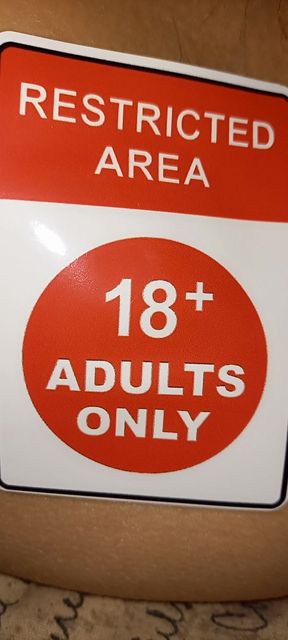 RESTRICTED
AREA
18+
ADULTS
ONLY